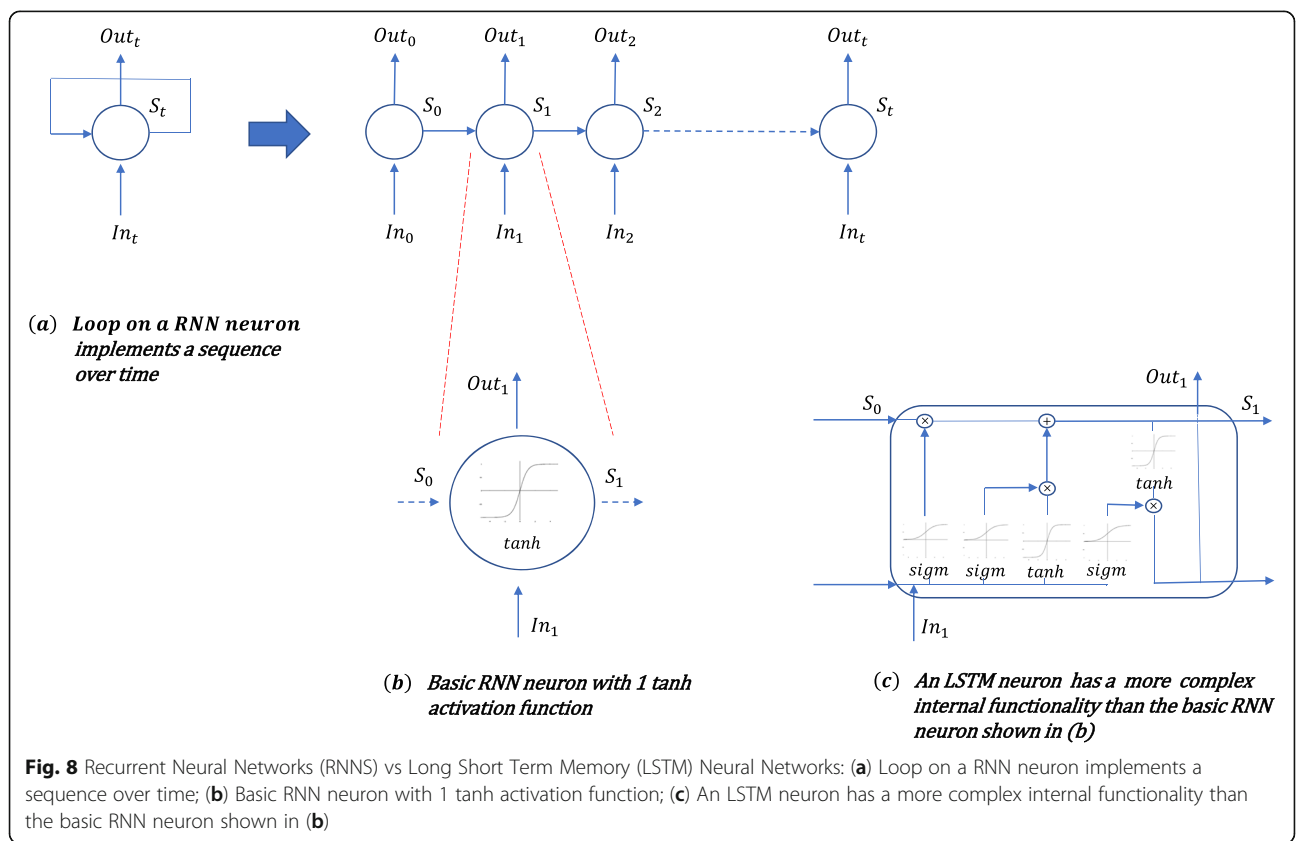 Out_t Out_0 Out_1 Out_2 Out_t
S_t S_0 S_1 S_2 S_t
In_t In_0 In_1 In_2 In_t
(a) Loop on a RNN neuron
implements a sequence
over time
Out_1
S_0 S_1
tanh
In_1
(b) Basic RNN neuron with 1 tanh
activation function
Out_1
S_0 S_1
× +
tanh
×
×
sigm sigm tanh sigm
In_1
(c) An LSTM neuron has a more complex
internal functionality than the basic RNN
neuron shown in (b)
Fig. 8 Recurrent Neural Networks (RNNS) vs Long Short Term Memory (LSTM) Neural Networks: (a) Loop on a RNN neuron implements a
sequence over time; (b) Basic RNN neuron with 1 tanh activation function; (c) An LSTM neuron has a more complex internal functionality than
the basic RNN neuron shown in (b)